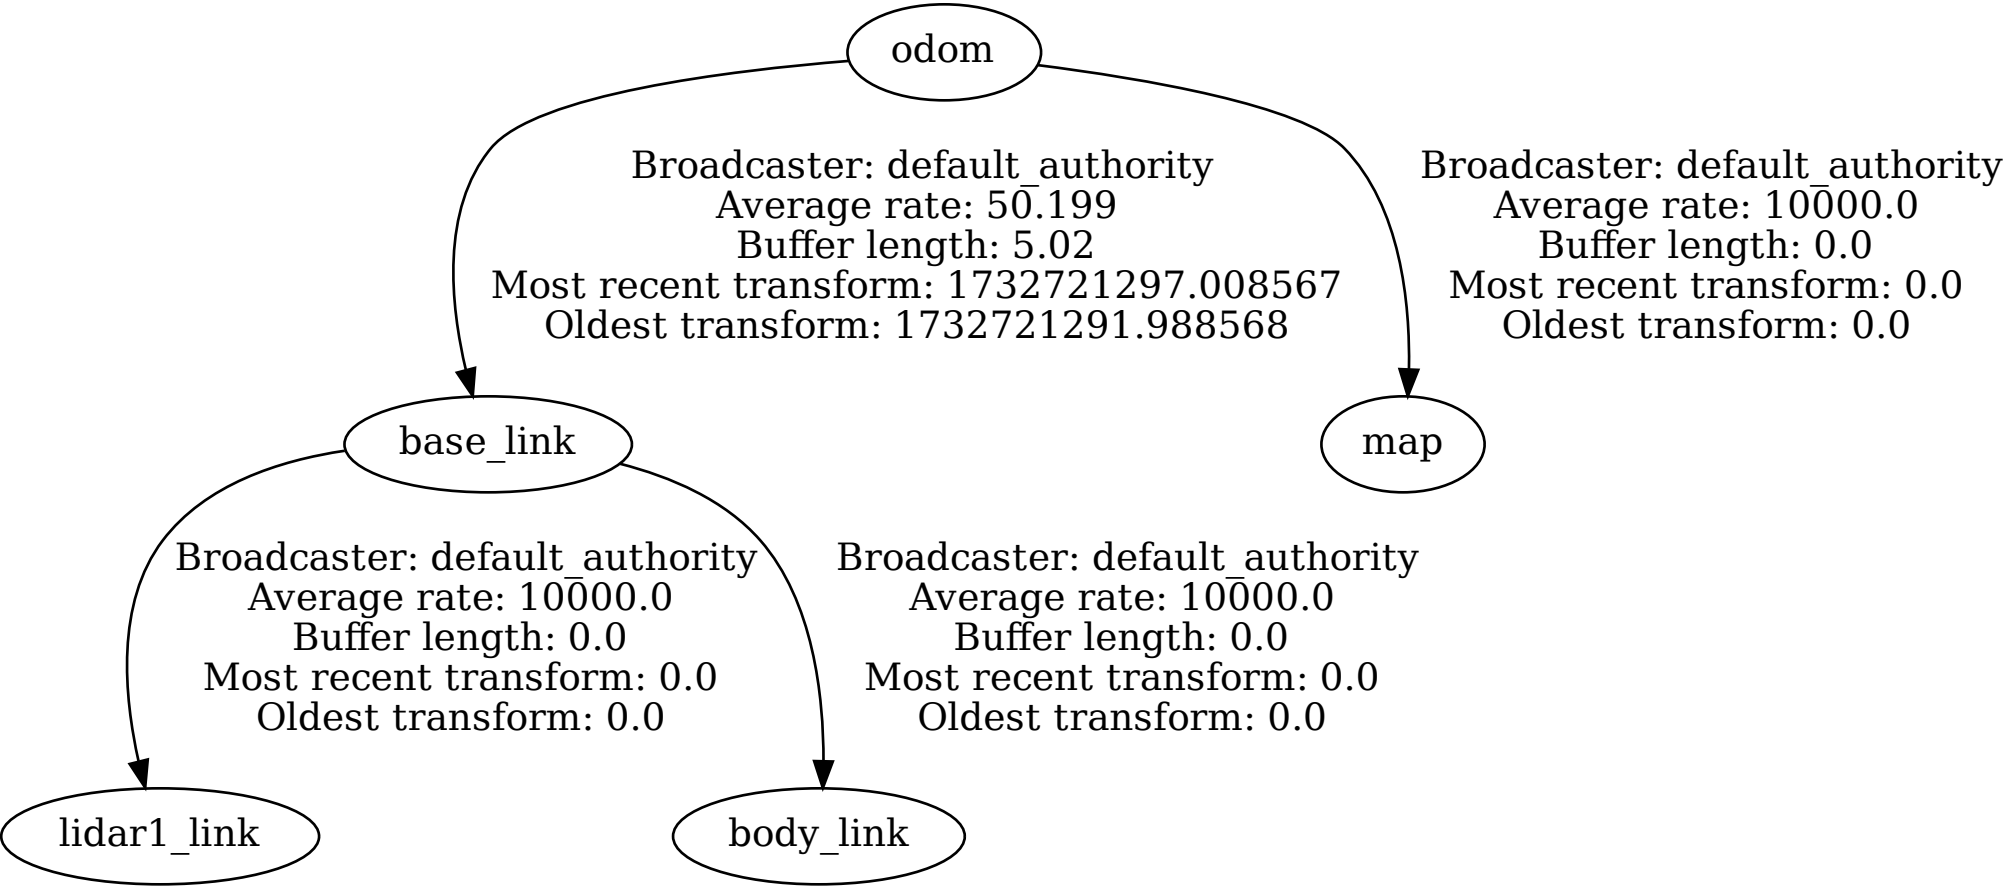 odom
Broadcaster: default_authority
Average rate: 50.199
Buffer length: 5.02
Most recent transform: 1732721297.008567
Oldest transform: 1732721291.988568
Broadcaster: default_authority
Average rate: 10000.0
Buffer length: 0.0
Most recent transform: 0.0
Oldest transform: 0.0
base_link
map
Broadcaster: default_authority
Average rate: 10000.0
Buffer length: 0.0
Most recent transform: 0.0
Oldest transform: 0.0
Broadcaster: default_authority
Average rate: 10000.0
Buffer length: 0.0
Most recent transform: 0.0
Oldest transform: 0.0
lidar1_link
body_link